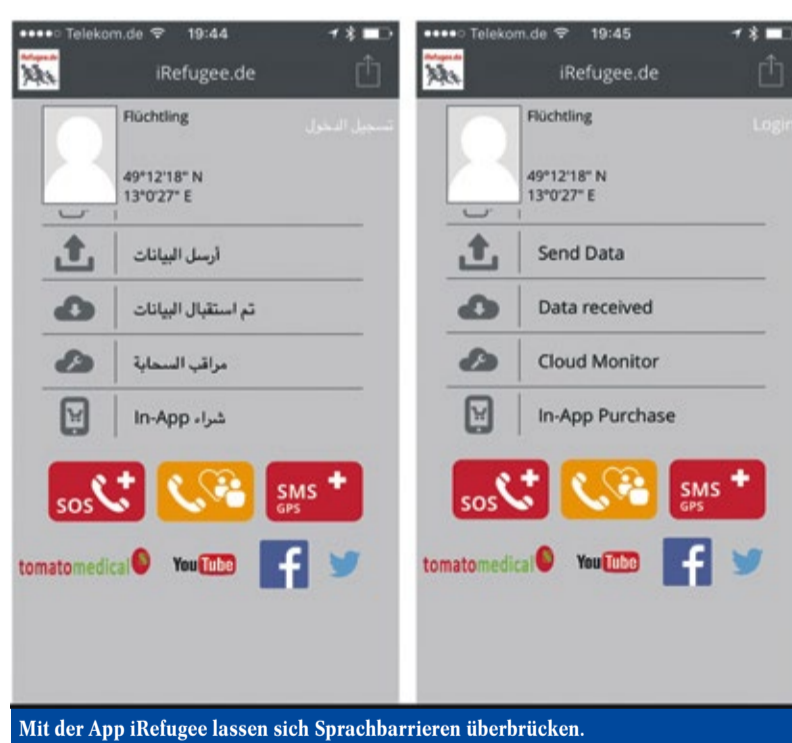 ●●●●○ Telekom.de 19:44
iRefugee.de
Flüchtling
تسجيل الدخول
49°12'18" N
13°0'27" E
أرسل البيانات
تم استقبال البيانات
مراقب السحابة
شراء In-App
SOS
SMS
GPS
tomatomedical
YouTube
f
●●●●○ Telekom.de 19:45
iRefugee.de
Flüchtling
Login
49°12'18" N
13°0'27" E
Send Data
Data received
Cloud Monitor
In-App Purchase
SOS
SMS
GPS
tomatomedical
YouTube
f
Mit der App iRefugee lassen sich Sprachbarrieren überbrücken.